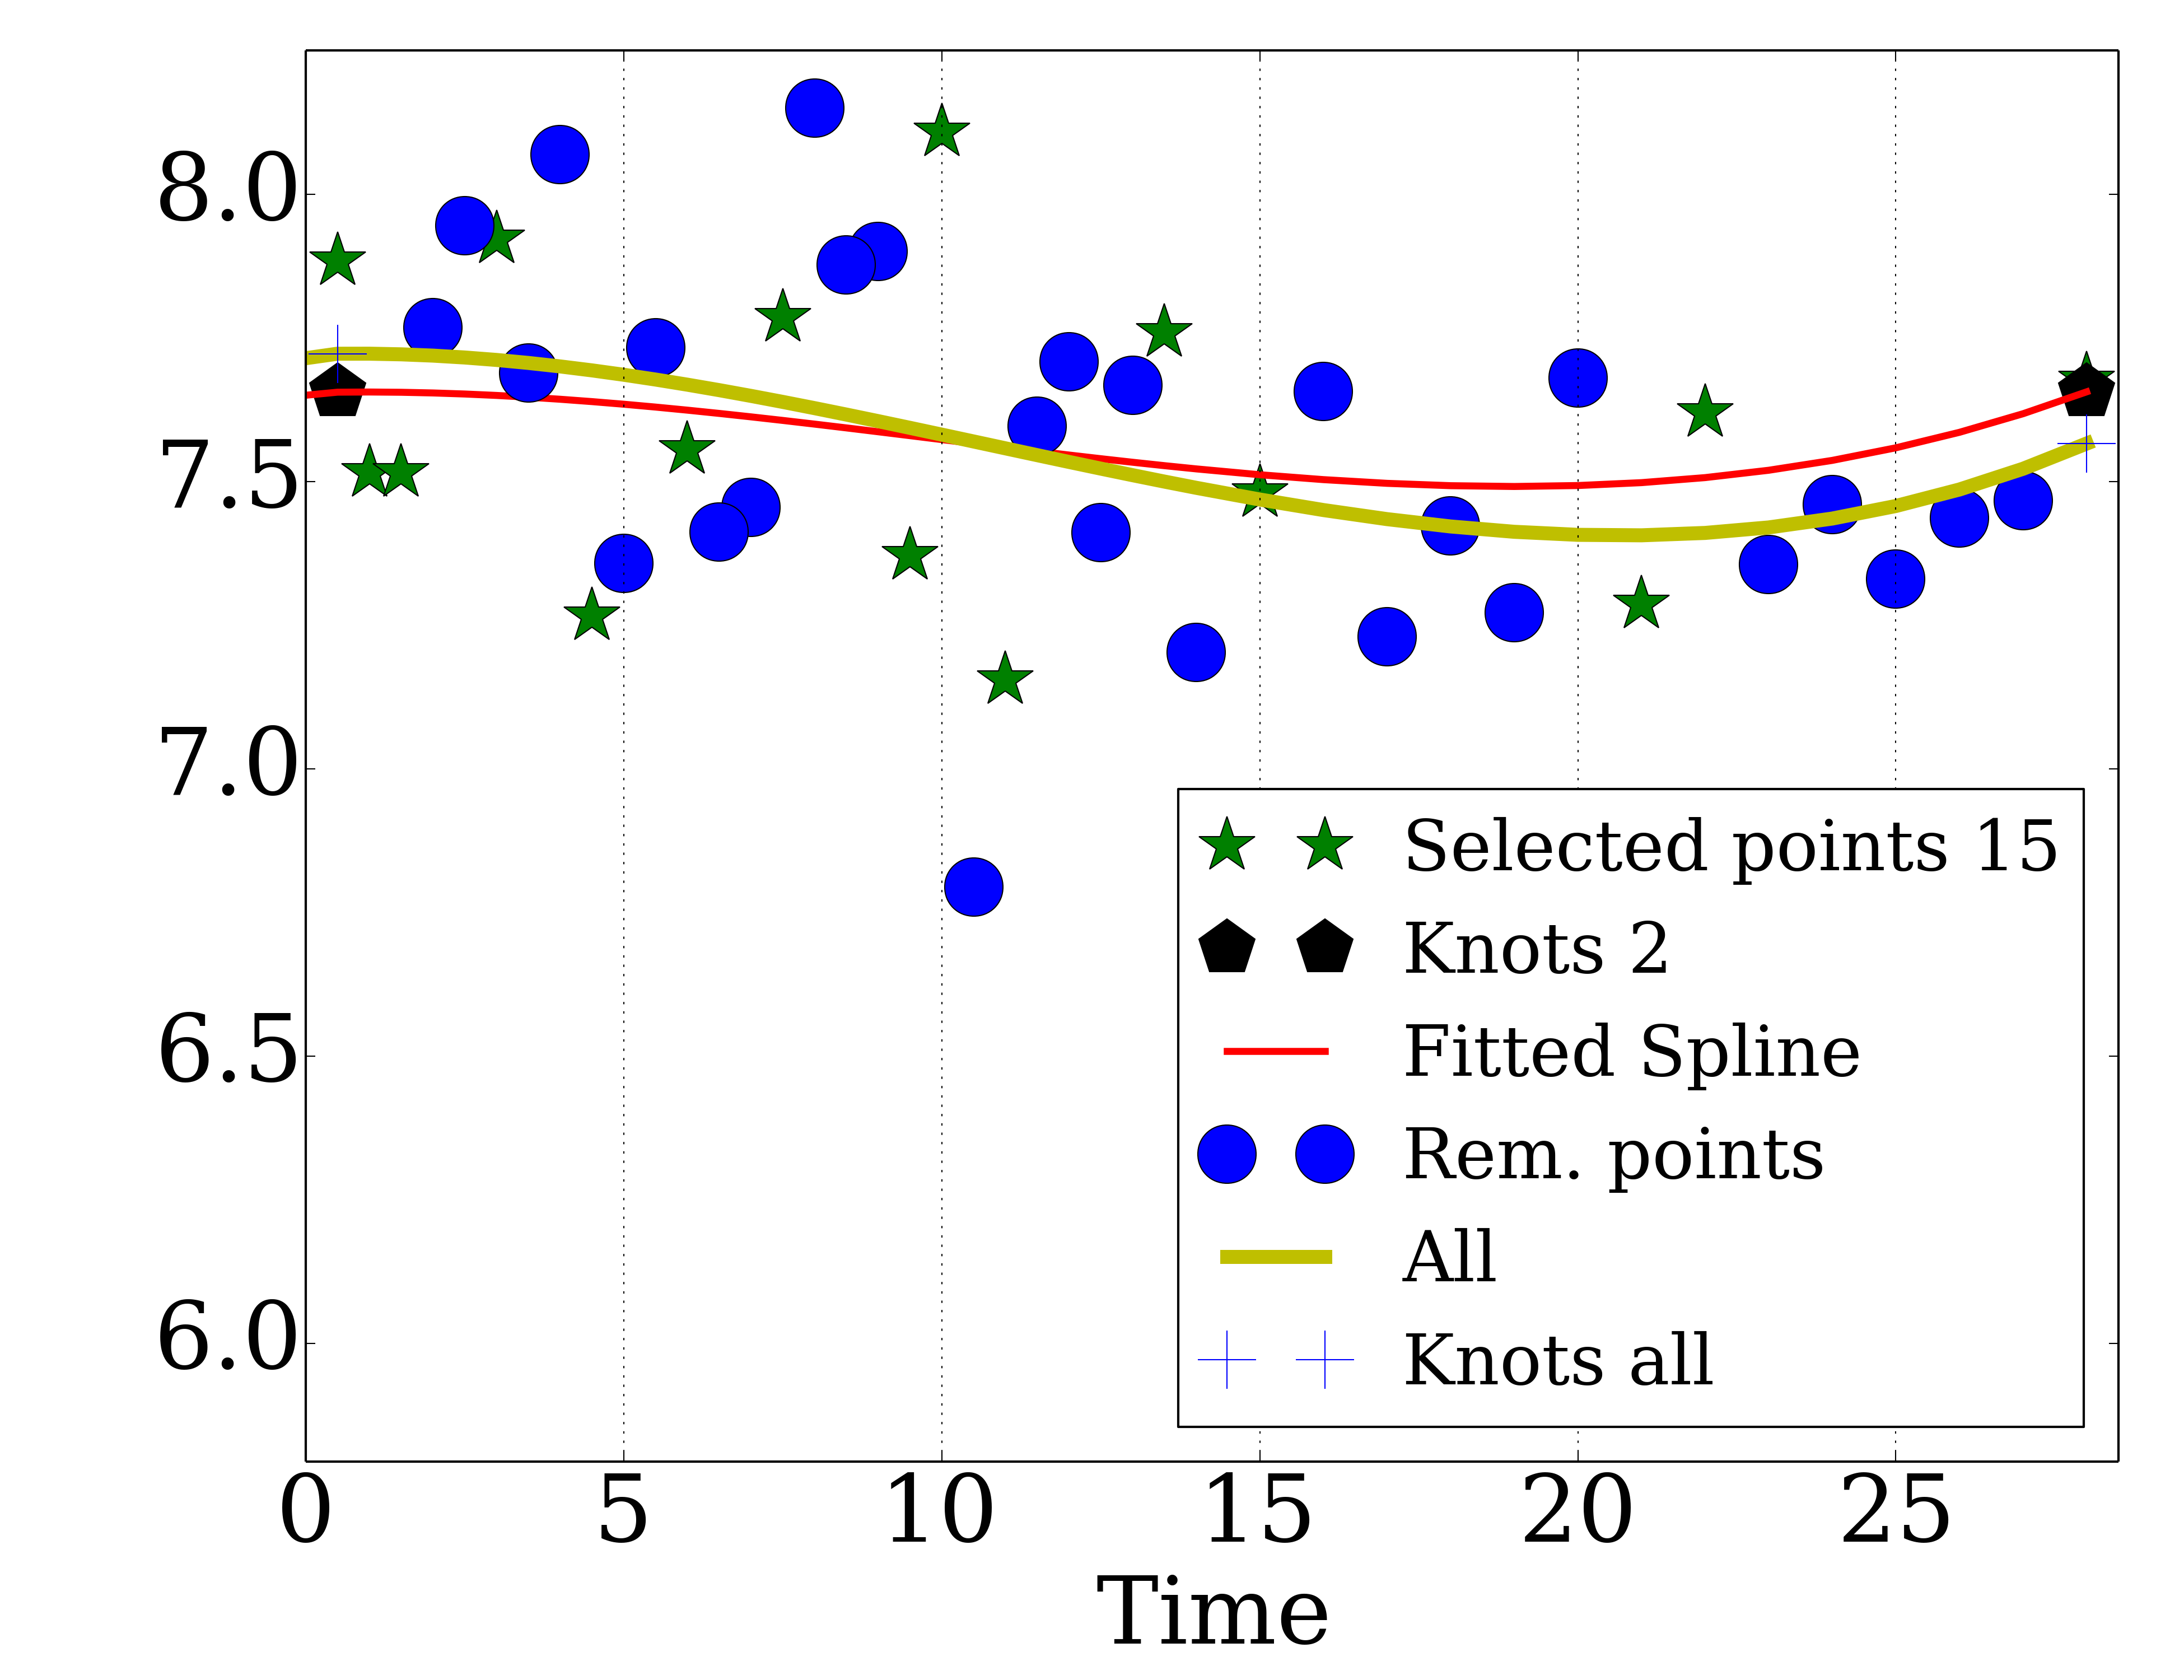 8.0
7.5
7.0
6.5
6.0
Selected points 15
Knots 2
Fitted Spline
Rem. points
All
Knots all
0 5 10 15 20 25
Time